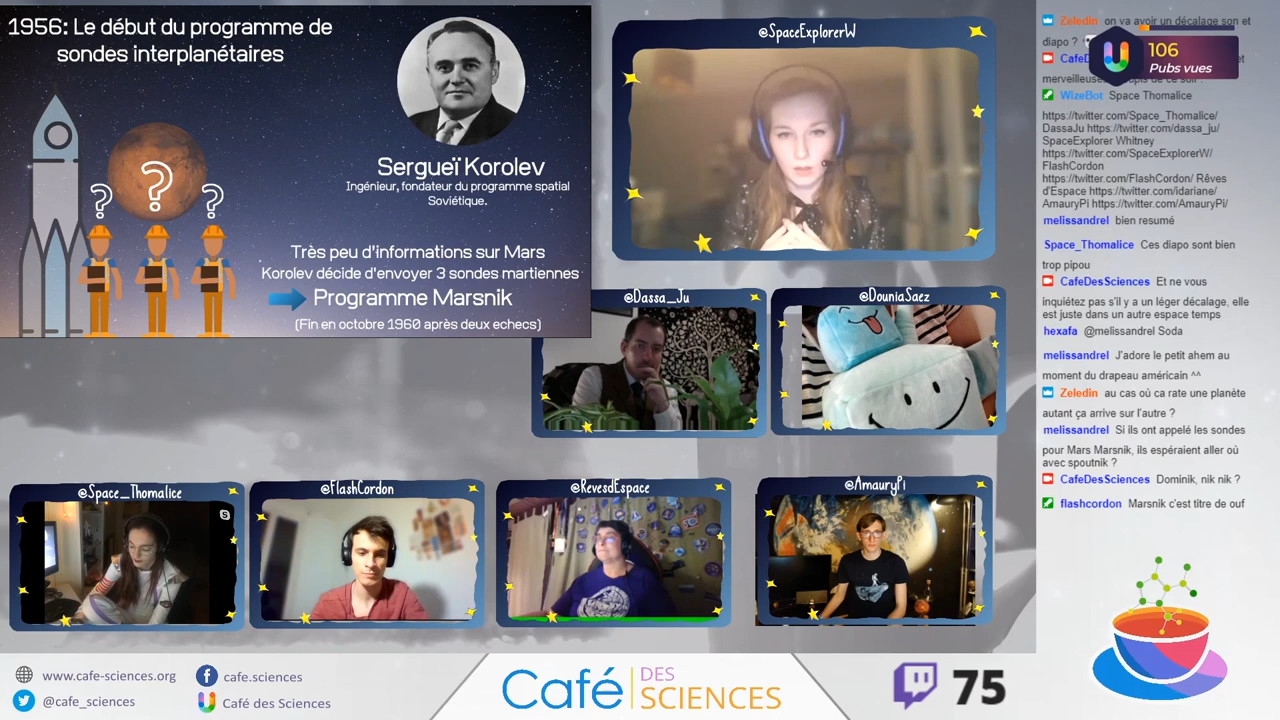 1956: Le début du programme de
sondes interplanétaires
Sergueï Korolev
Ingénieur, fondateur du programme spatial
Soviétique.
Très peu d'informations sur Mars
Korolev décide d'envoyer 3 sondes martiennes
Programme Marsnik
(Fin en octobre 1960 après deux echecs)
? ? ?
@SpaceExplorerW
@Dassa_Ju
@DouniaSaez
@Space_Thomalice
@FlashCordon
@RevesdEspace
@AmauryPi
Zeledin on va avoir un décalage son et
diapo ?
106
Pubs vues
CafeD
et
merveilleuse
de ce soir
WizeBot Space Thomalice
https://twitter.com/Space_Thomalice/
DassaJu https://twitter.com/dassa_ju/
SpaceExplorer Whitney
https://twitter.com/SpaceExplorerW/
FlashCordon
https://twitter.com/FlashCordon/ Rêves
d'Espace https://twitter.com/idariane/
AmauryPi https://twitter.com/AmauryPi/
melissandrel bien resumé
Space_Thomalice Ces diapo sont bien
trop pipou
CafeDesSciences Et ne vous
inquiétez pas s'il y a un léger décalage, elle
est juste dans un autre espace temps
hexafa @melissandrel Soda
melissandrel J'adore le petit ahem au
moment du drapeau américain ^^
Zeledin au cas où ca rate une planète
autant ça arrive sur l'autre ?
melissandrel Si ils ont appelé les sondes
pour Mars Marsnik, ils espéraient aller où
avec spoutnik ?
CafeDesSciences Dominik, nik nik ?
flashcordon Marsnik c'est titre de ouf
www.cafe-sciences.org
cafe.sciences
@cafe_sciences
Café des Sciences
Café DES
SCIENCES
75